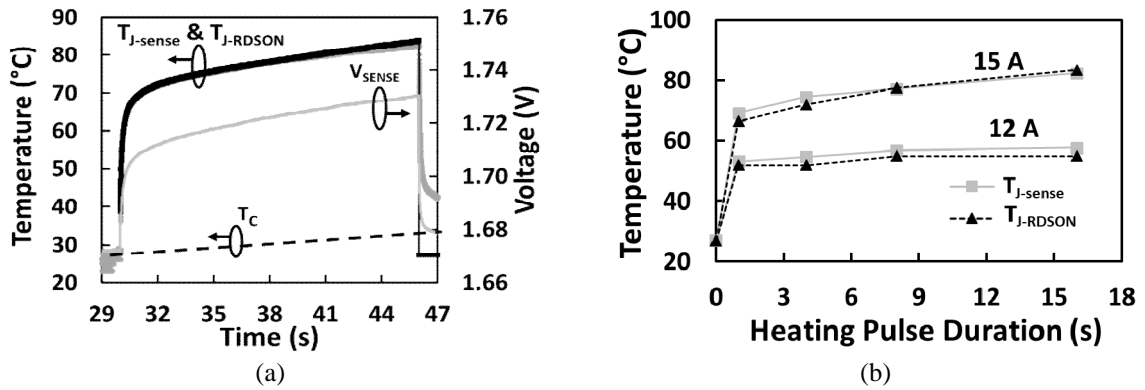 T_J-sense & T_J-RDSON
V_SENSE
T_C
Temperature (°C)
90
80
70
60
50
40
30
20
29 32 35 38 41 44 47
Time (s)
1.76
1.74
1.72
1.70
1.68
1.66
Voltage (V)
(a)
15 A
12 A
T_J-sense
T_J-RDSON
Temperature (°C)
100
80
60
40
20
0 3 6 9 12 15 18
Heating Pulse Duration (s)
(b)